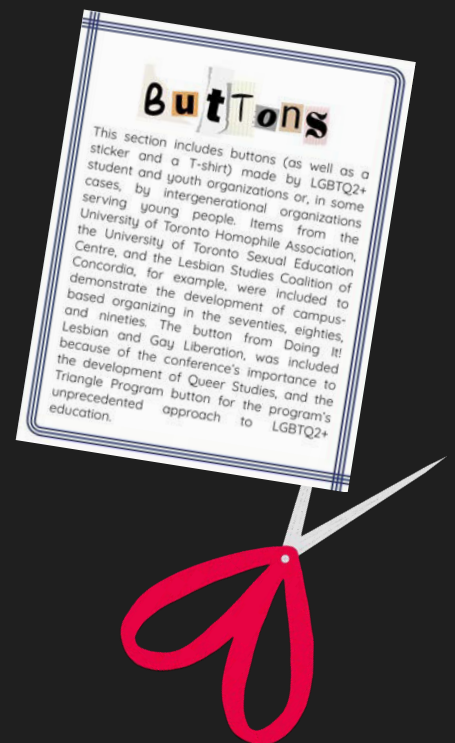 ButTons
This section includes buttons (as well as a
sticker and a T-shirt) made by LGBTQ2+
student and youth organizations or, in some
cases, by intergenerational organizations
serving young people. Items from the
University of Toronto Homophile Association,
the University of Toronto Sexual Education
Centre, and the Lesbian Studies Coalition of
Concordia, for example, were included to
demonstrate the development of campus-
based organizing in the seventies, eighties,
and nineties. The button from Doing It!
Lesbian and Gay Liberation, was included
because of the conference's importance to
the development of Queer Studies, and the
Triangle Program button for the program's
unprecedented approach to LGBTQ2+
education.